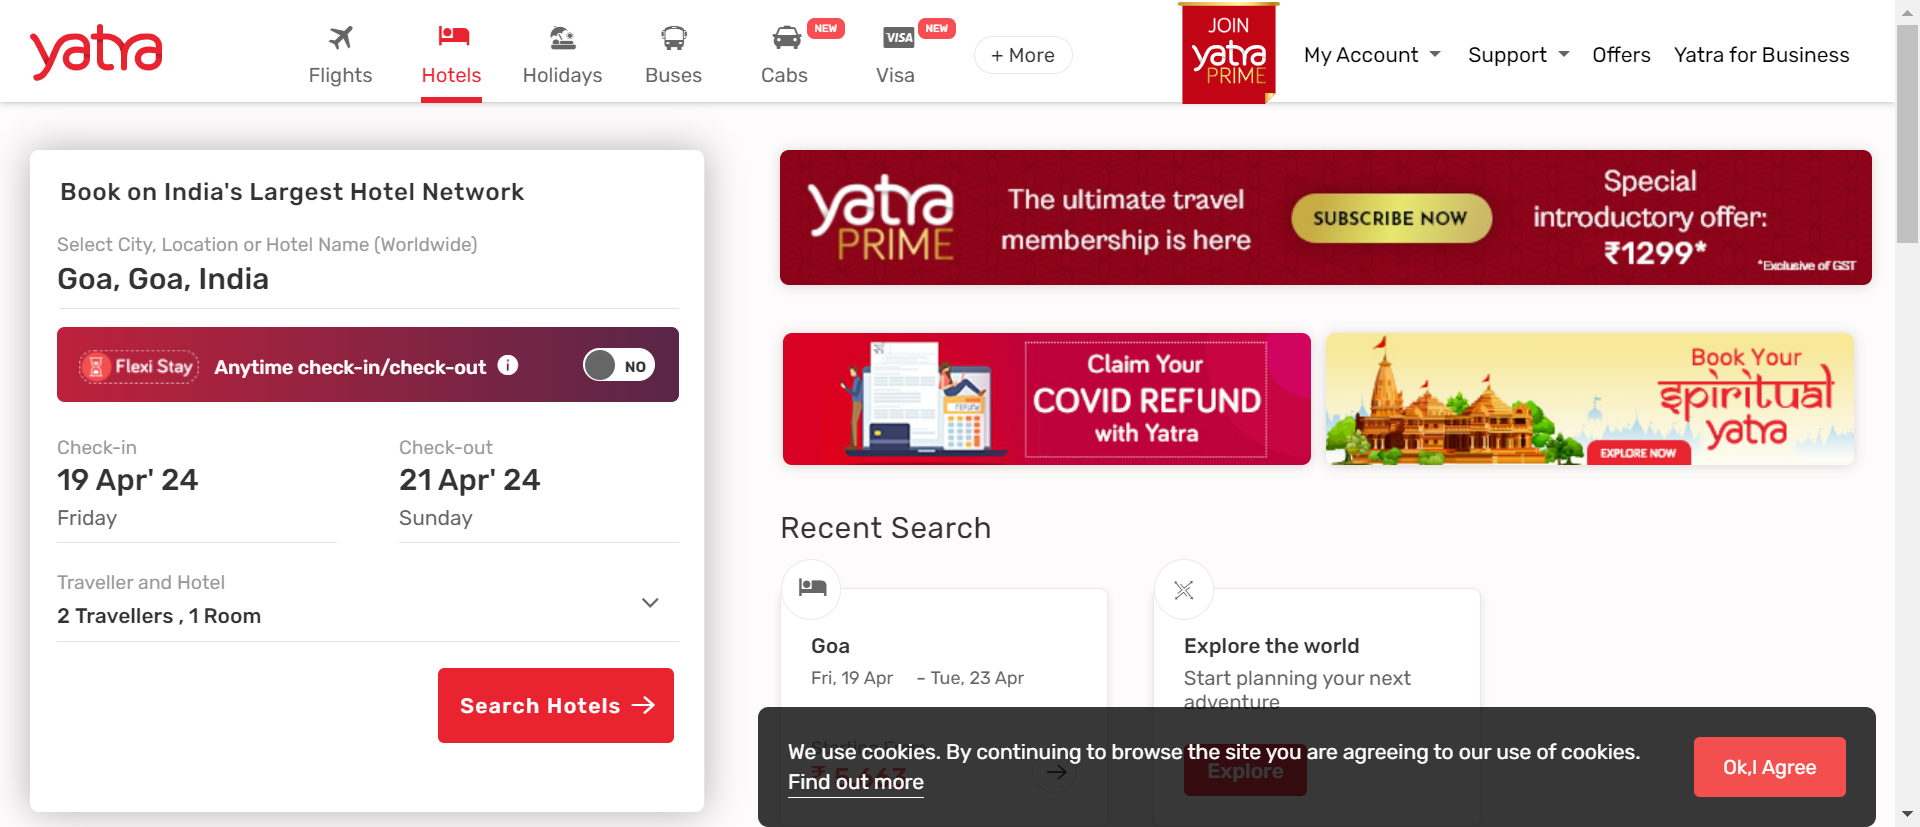 yatra
Flights
Hotels
Holidays
Buses
NEW
Cabs
NEW
VISA
Visa
+ More
JOIN
yatra
PRIME
My Account
Support
Offers
Yatra for Business
Book on India's Largest Hotel Network
Select City, Location or Hotel Name (Worldwide)
Goa, Goa, India
Flexi Stay
Anytime check-in/check-out
i
NO
Check-in
19 Apr' 24
Friday
Check-out
21 Apr' 24
Sunday
Traveller and Hotel
2 Travellers , 1 Room
Search Hotels
yatra
PRIME
The ultimate travel
membership is here
SUBSCRIBE NOW
Special
introductory offer:
₹1299*
*Exclusive of GST
refund
Claim Your
COVID REFUND
with Yatra
Book Your
spiritual
yatra
EXPLORE NOW
Recent Search
Goa
Fri, 19 Apr – Tue, 23 Apr
Explore the world
Start planning your next
adventure
Explore
We use cookies. By continuing to browse the site you are agreeing to our use of cookies.
Find out more
Ok,I Agree